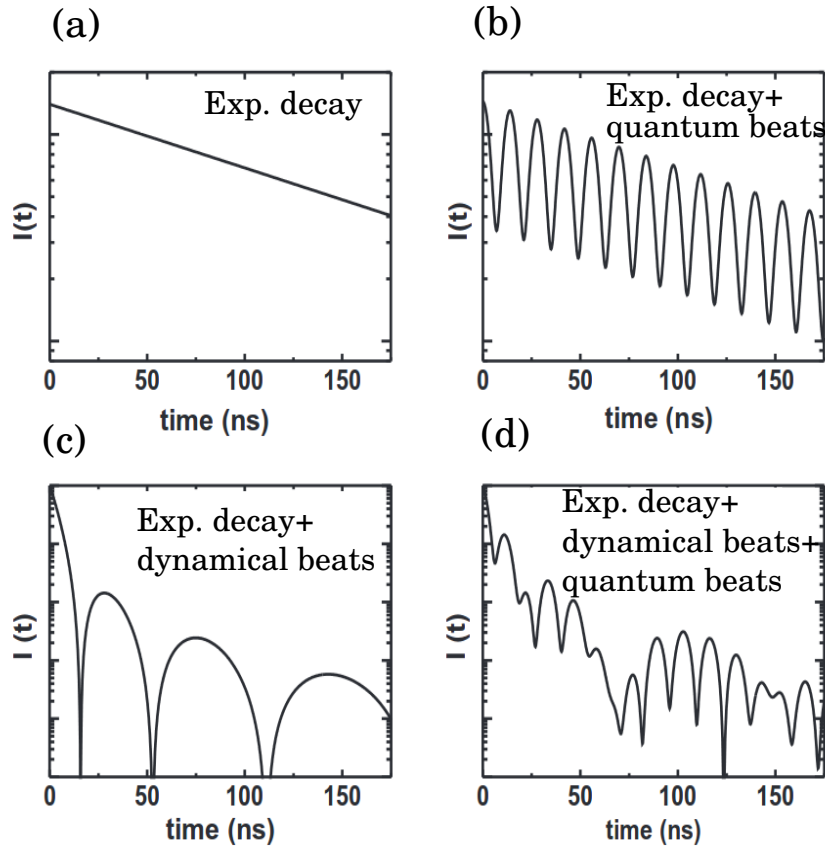 (a)
Exp. decay
I(t)
0 50 100 150
time (ns)
(b)
Exp. decay+
quantum beats
I(t)
0 50 100 150
time (ns)
(c)
Exp. decay+
dynamical beats
I (t)
0 50 100 150
time (ns)
(d)
Exp. decay+
dynamical beats+
quantum beats
I (t)
0 50 100 150
time (ns)